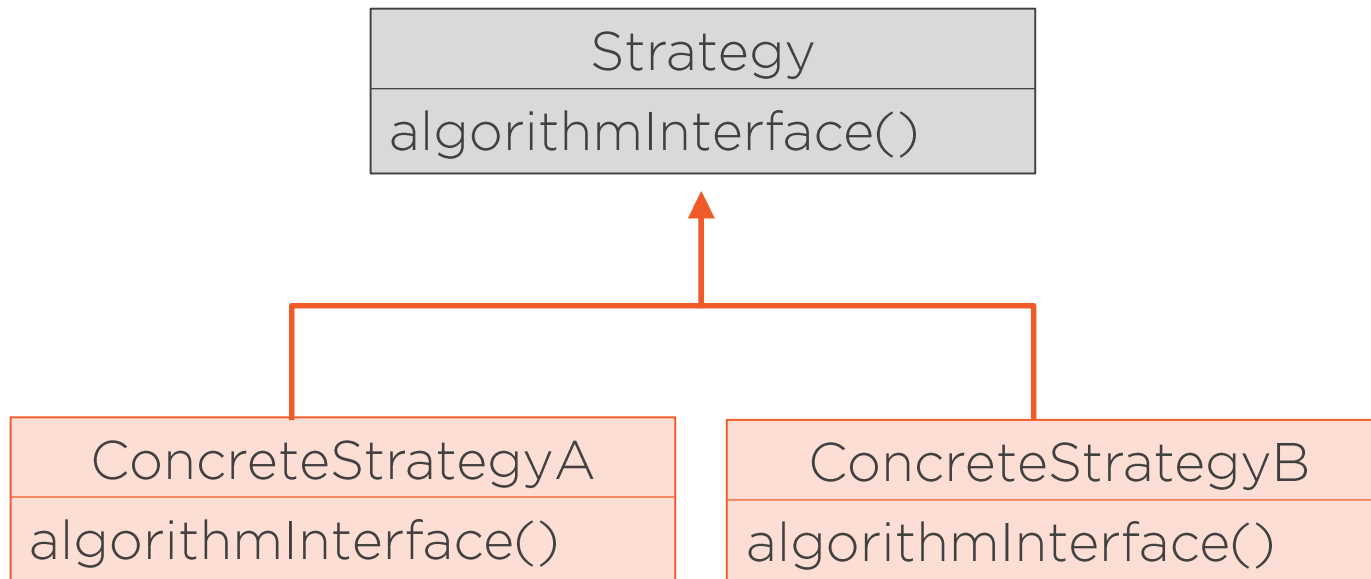 Strategy
algorithmInterface()
ConcreteStrategyA
algorithmInterface()
ConcreteStrategyB
algorithmInterface()